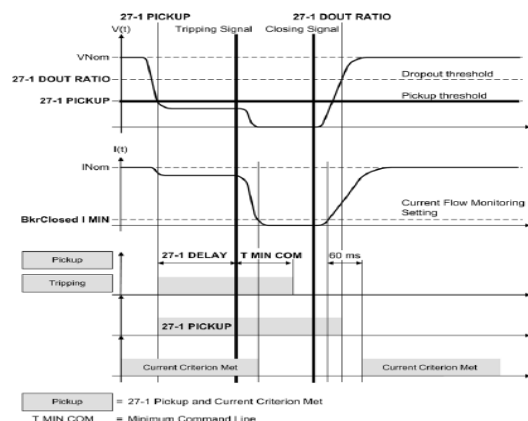 27-1 PICKUP
27-1 DOUT RATIO
V(t)
Tripping Signal
Closing Signal
VNom
27-1 DOUT RATIO
Dropout threshold
27-1 PICKUP
Pickup threshold
I(t)
INom
Current Flow Monitoring
Setting
BkrClosed I MIN
Pickup
27-1 DELAY
T MIN COM
60 ms
Tripping
27-1 PICKUP
Current Criterion Met
Current Criterion Met
Pickup
= 27-1 Pickup and Current Criterion Met
T MIN COM
= Minimum Command Line